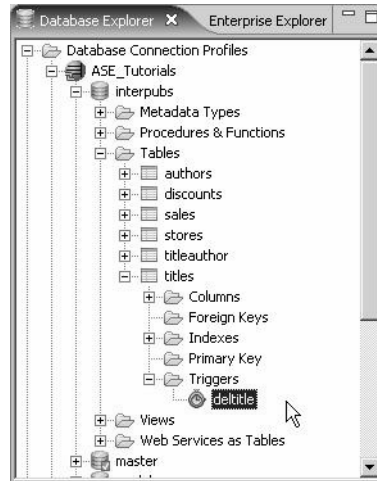 Database Explorer Enterprise Explorer
Database Connection Profiles
ASE_Tutorials
interpubs
Metadata Types
Procedures & Functions
Tables
authors
discounts
sales
stores
titleauthor
titles
Columns
Foreign Keys
Indexes
Primary Key
Triggers
deltitle
Views
Web Services as Tables
master